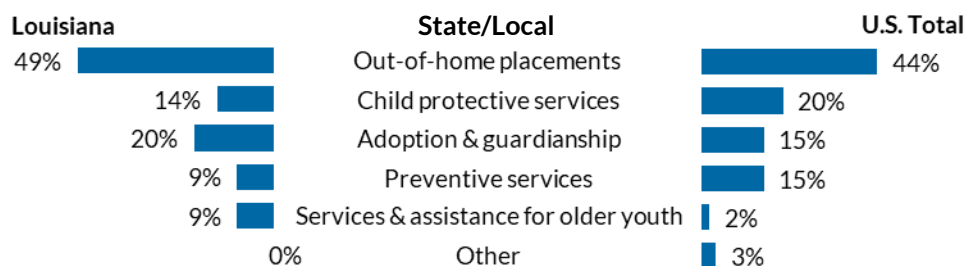 Louisiana State/Local U.S. Total
49% Out-of-home placements 44%
14% Child protective services 20%
20% Adoption & guardianship 15%
9% Preventive services 15%
9% Services & assistance for older youth 2%
0% Other 3%